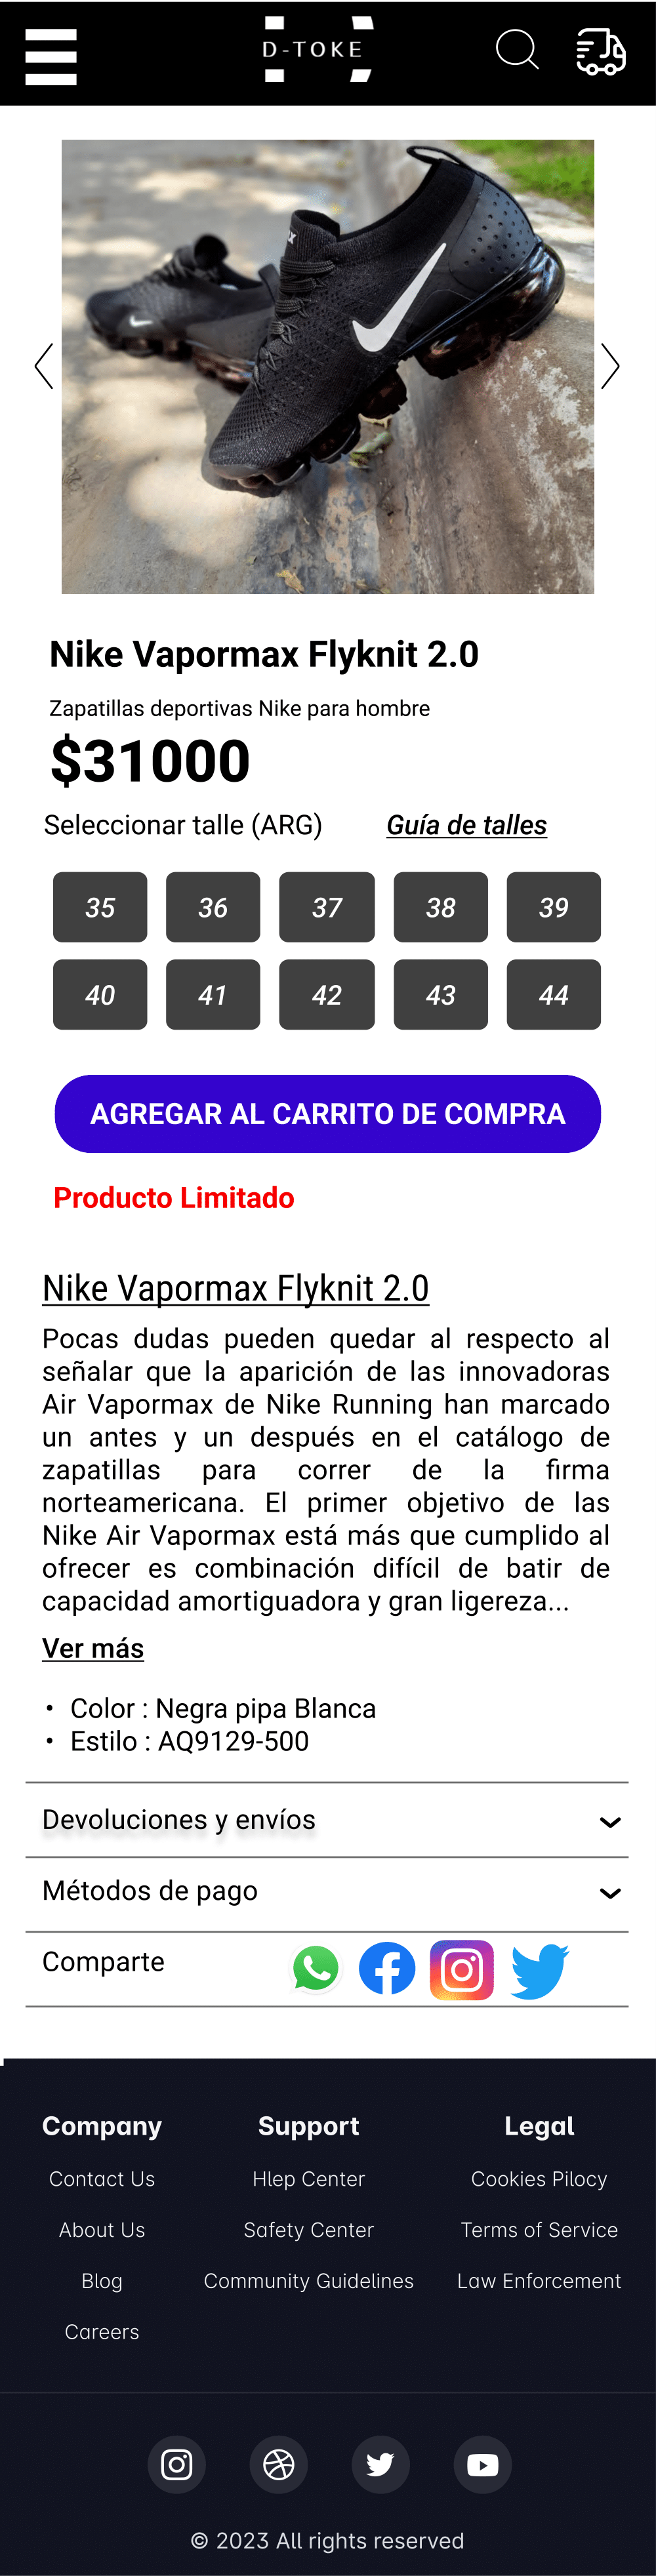 D-TOKE
Nike Vapormax Flyknit 2.0
Zapatillas deportivas Nike para hombre
$31000
Seleccionar talle (ARG) Guía de talles
35 36 37 38 39
40 41 42 43 44
AGREGAR AL CARRITO DE COMPRA
Producto Limitado
Nike Vapormax Flyknit 2.0
Pocas dudas pueden quedar al respecto al
señalar que la aparición de las innovadoras
Air Vapormax de Nike Running han marcado
un antes y un después en el catálogo de
zapatillas para correr de la firma
norteamericana. El primer objetivo de las
Nike Air Vapormax está más que cumplido al
ofrecer es combinación difícil de batir de
capacidad amortiguadora y gran ligereza...
Ver más
• Color : Negra pipa Blanca
• Estilo : AQ9129-500
Devoluciones y envíos
Métodos de pago
Comparte
Company Support Legal
Contact Us Hlep Center Cookies Pilocy
About Us Safety Center Terms of Service
Blog Community Guidelines Law Enforcement
Careers
© 2023 All rights reserved